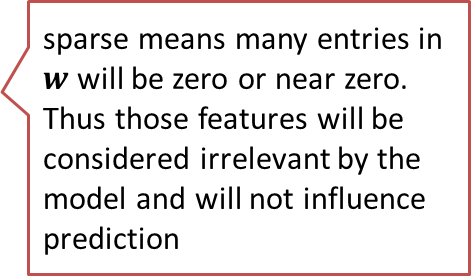 sparse means many entries in
w will be zero or near zero.
Thus those features will be
considered irrelevant by the
model and will not influence
prediction